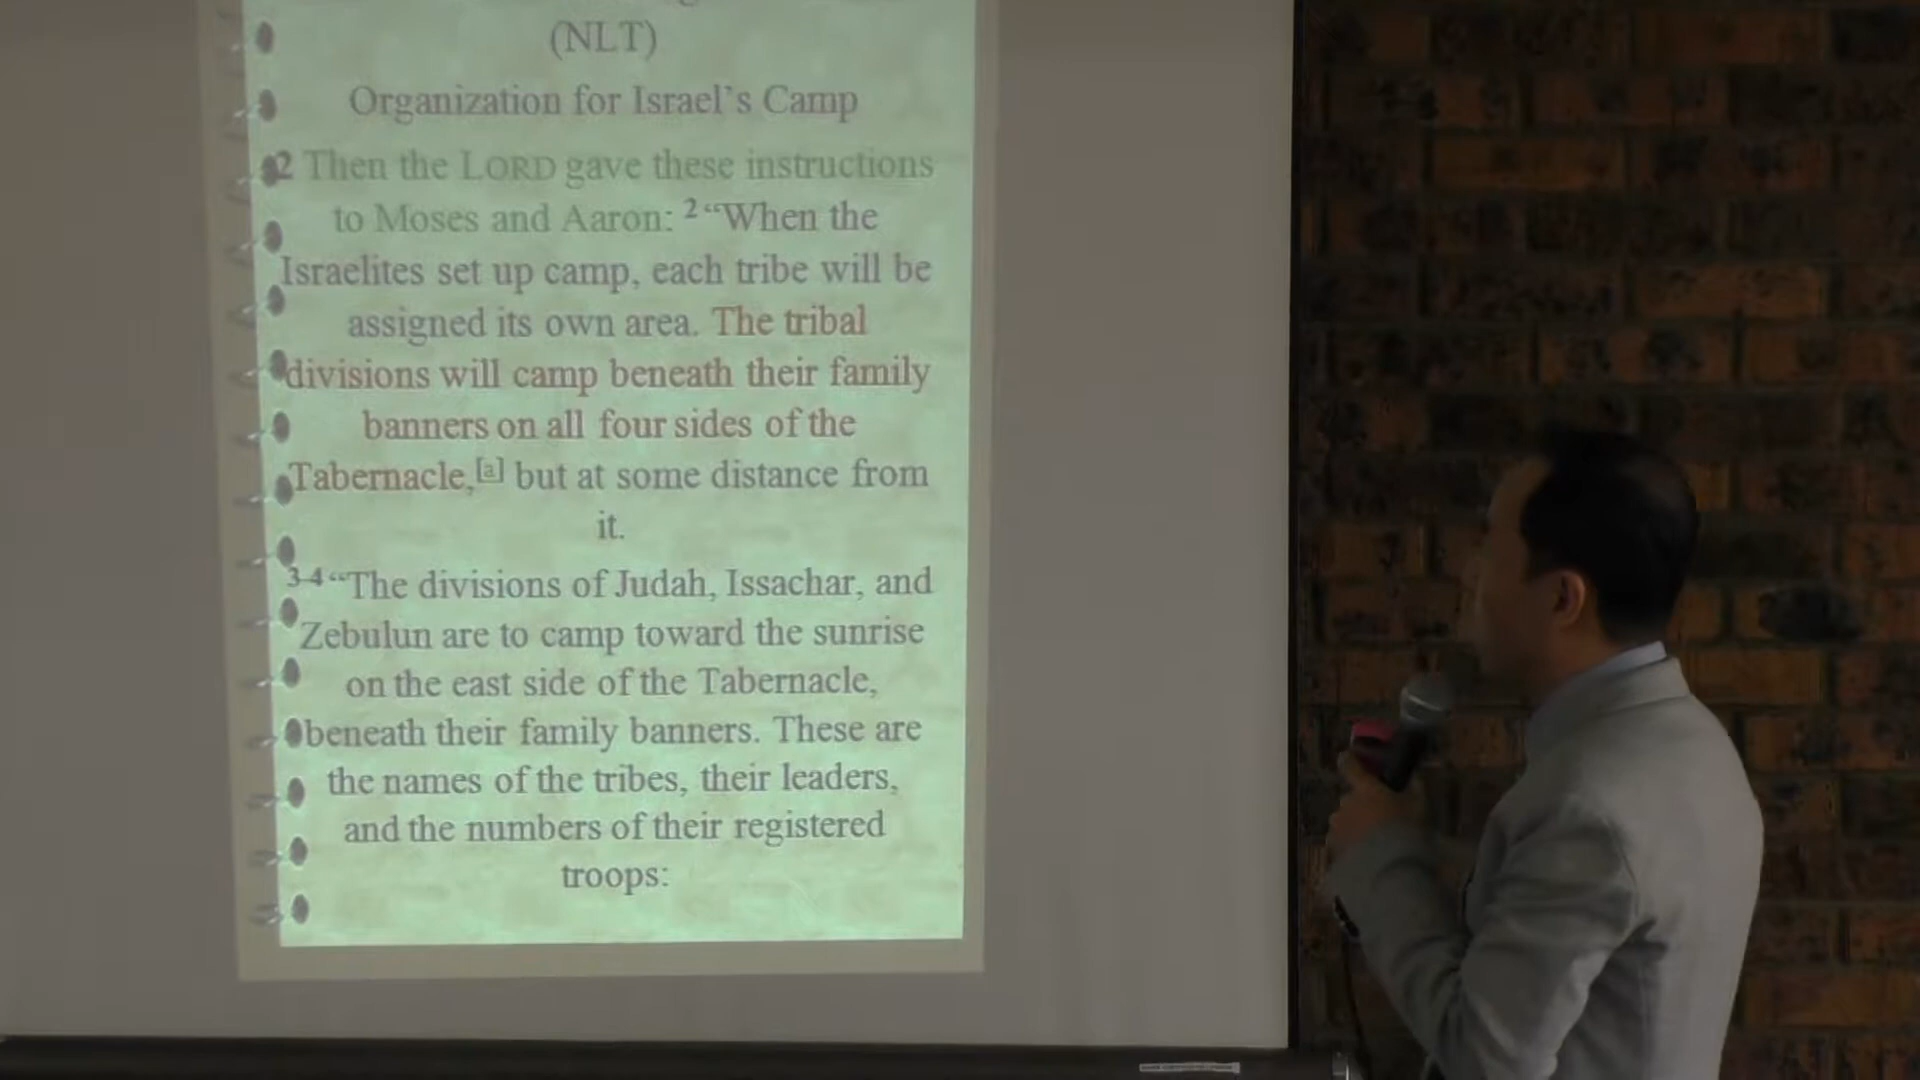 (NLT)
Organization for Israel's Camp
2 Then the LORD gave these instructions
to Moses and Aaron: 2 “When the
Israelites set up camp, each tribe will be
assigned its own area. The tribal
divisions will camp beneath their family
banners on all four sides of the
Tabernacle,[a] but at some distance from
it.
3-4 “The divisions of Judah, Issachar, and
Zebulun are to camp toward the sunrise
on the east side of the Tabernacle,
beneath their family banners. These are
the names of the tribes, their leaders,
and the numbers of their registered
troops: